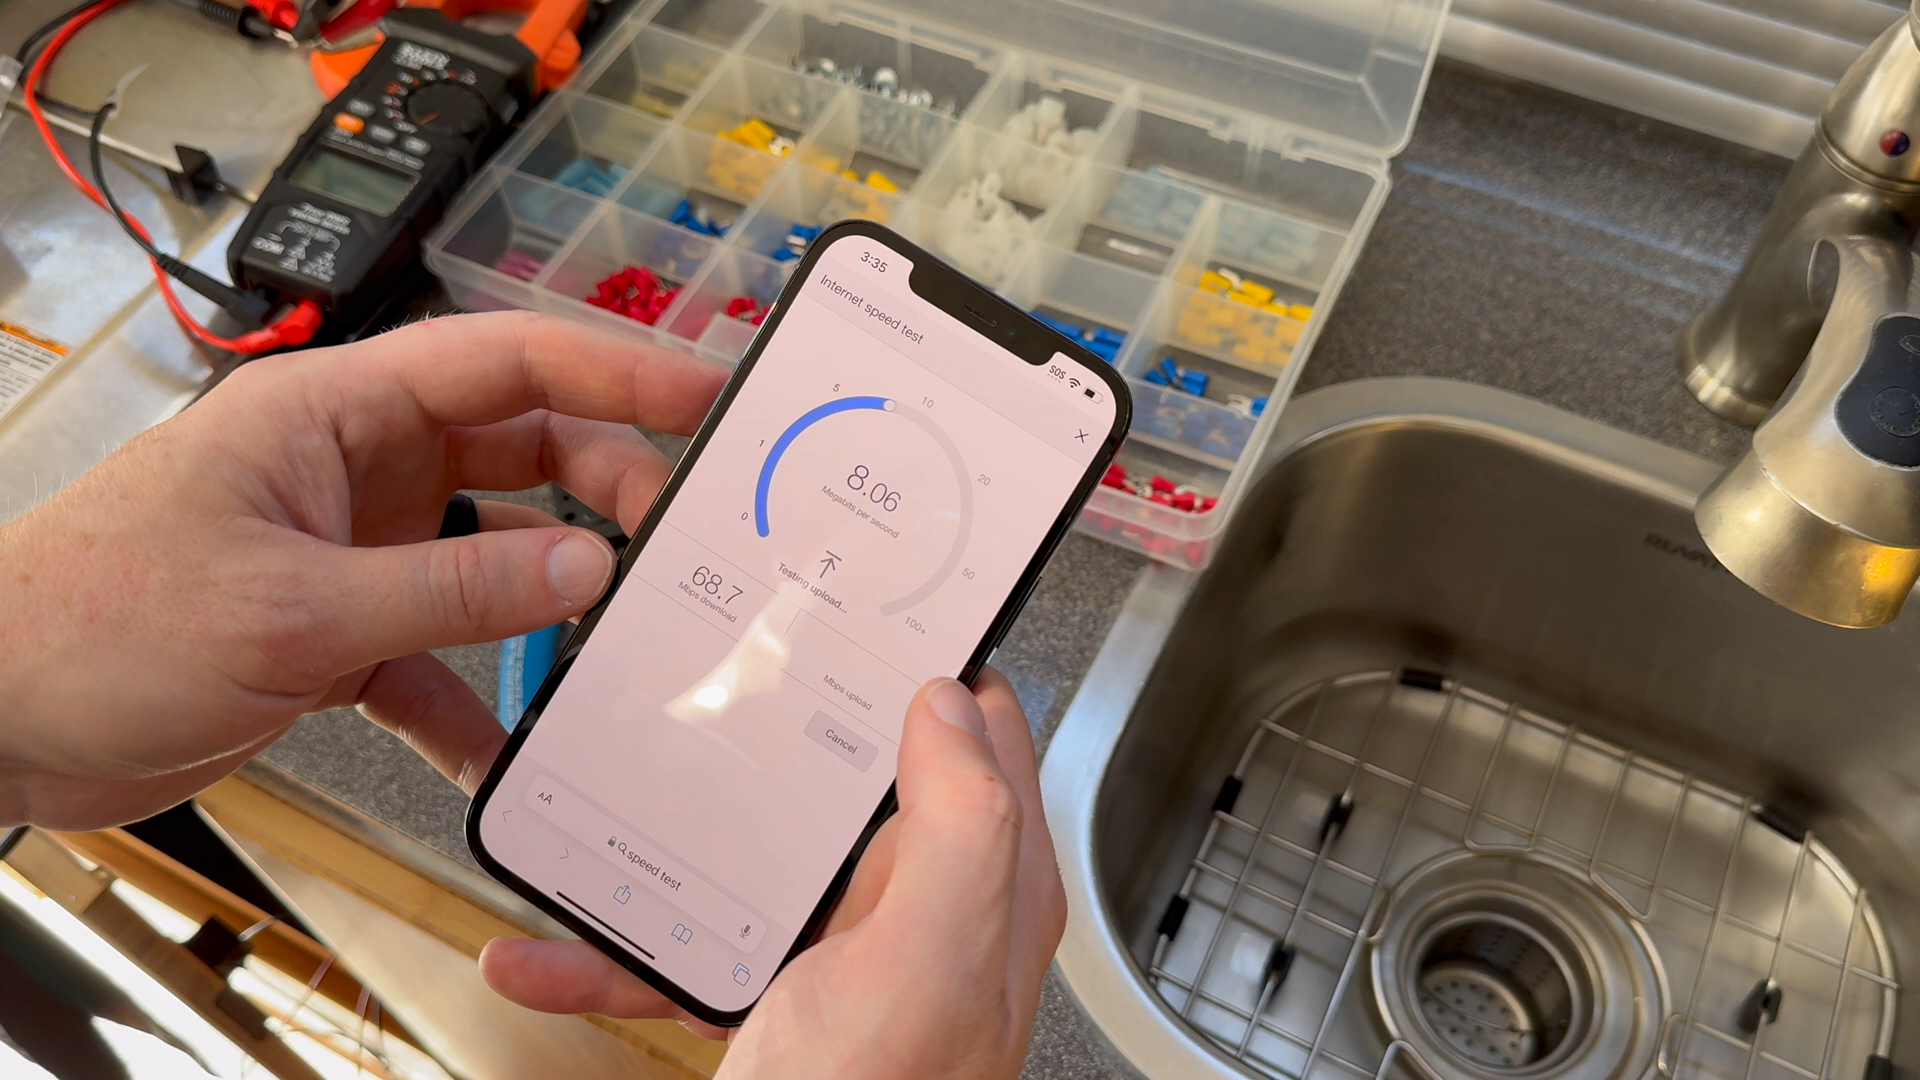 3:35
SOS
Internet speed test
5
10
1
20
8.06
Megabits per second
0
50
Testing upload...
100+
68.7
Mbps download
Mbps upload
Cancel
AA
speed test